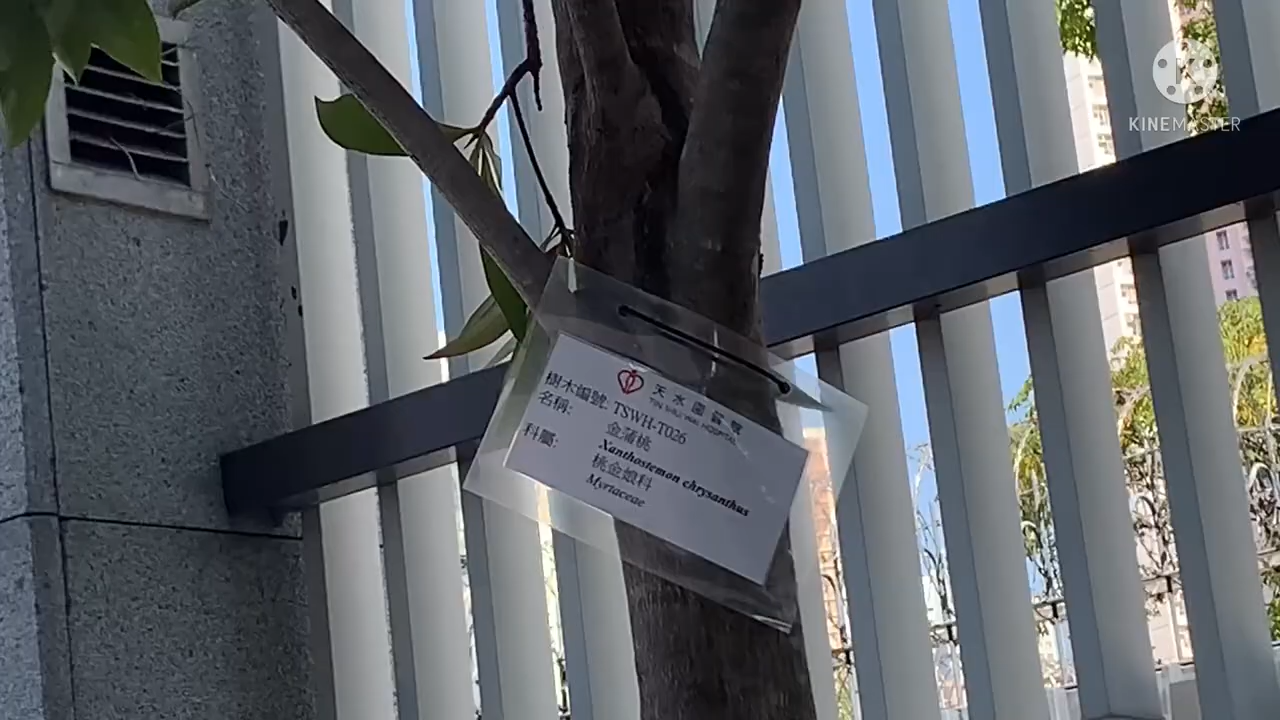 KINEMASTER
天水圍醫院
TIN SHUI WAI HOSPITAL
樹木編號: TSWH-T026
名稱: 金蒲桃
Xanthostemon chrysanthus
科屬: 桃金娘科
Myrtaceae